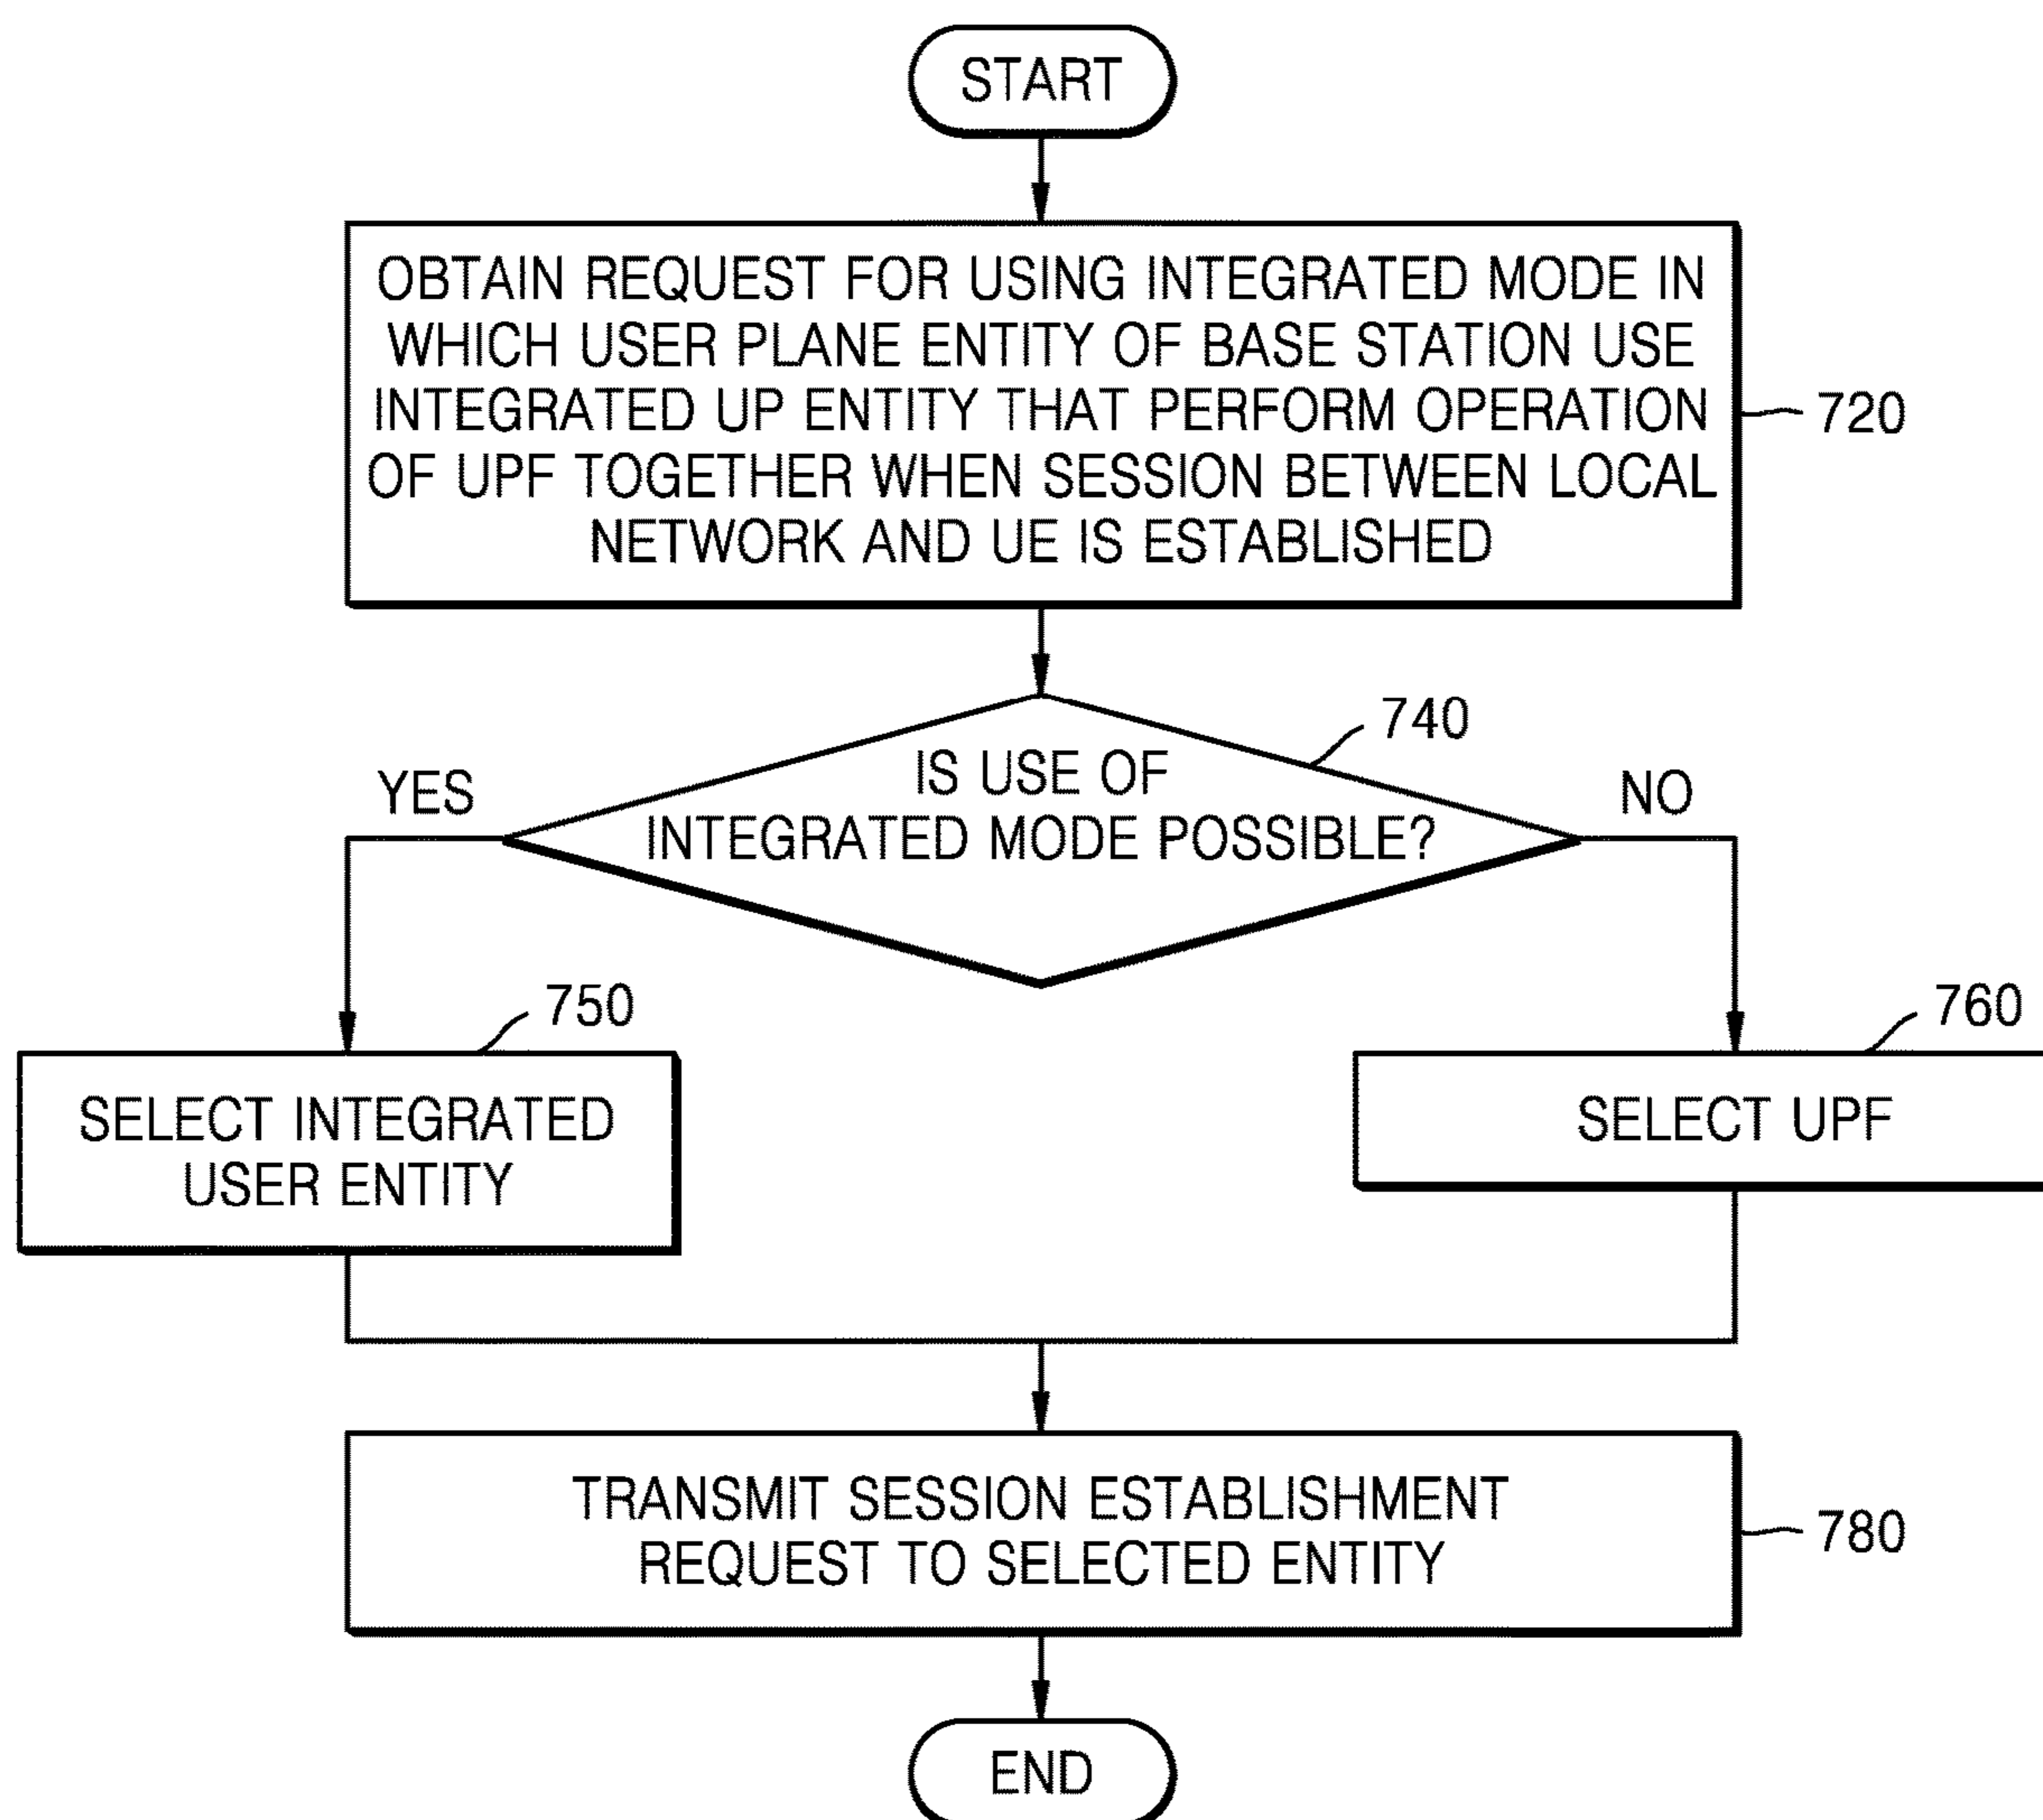 START
OBTAIN REQUEST FOR USING INTEGRATED MODE IN
WHICH USER PLANE ENTITY OF BASE STATION USE
INTEGRATED UP ENTITY THAT PERFORM OPERATION
OF UPF TOGETHER WHEN SESSION BETWEEN LOCAL
NETWORK AND UE IS ESTABLISHED
720
740
IS USE OF
INTEGRATED MODE POSSIBLE?
YES
NO
750
SELECT INTEGRATED
USER ENTITY
760
SELECT UPF
TRANSMIT SESSION ESTABLISHMENT
REQUEST TO SELECTED ENTITY
780
END